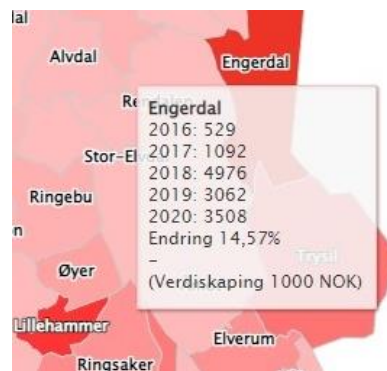 lal
Alvdal
Engerdal
Engerdal
2016: 529
2017: 1092
2018: 4976
2019: 3062
2020: 3508
Endring 14,57%
–
(Verdiskaping 1000 NOK)
Stor-El
Ringebu
n
Trysil
Øyer
Lillehammer
Elverum
Ringsaker